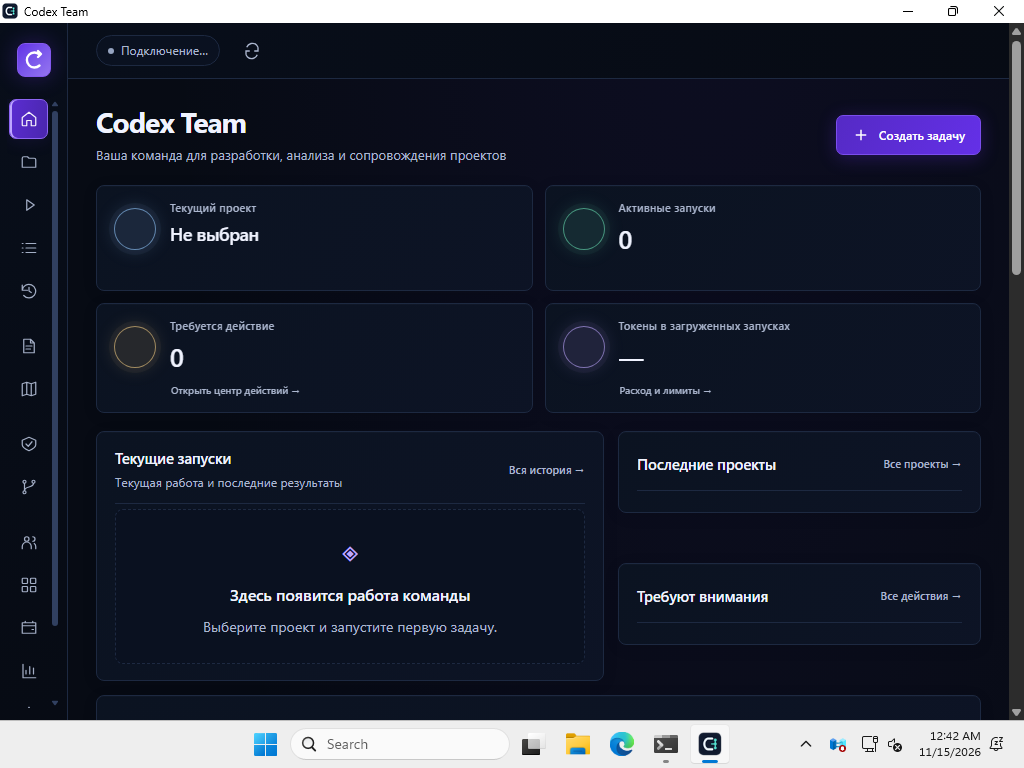 Codex Team
Подключение...
Codex Team
Ваша команда для разработки, анализа и сопровождения проектов
+ Создать задачу
Текущий проект
Не выбран
Активные запуски
0
Требуется действие
0
Открыть центр действий →
Токены в загруженных запусках
—
Расход и лимиты →
Текущие запуски
Текущая работа и последние результаты
Вся история →
Здесь появится работа команды
Выберите проект и запустите первую задачу.
Последние проекты
Все проекты →
Требуют внимания
Все действия →
Search
12:42 AM
11/15/2026